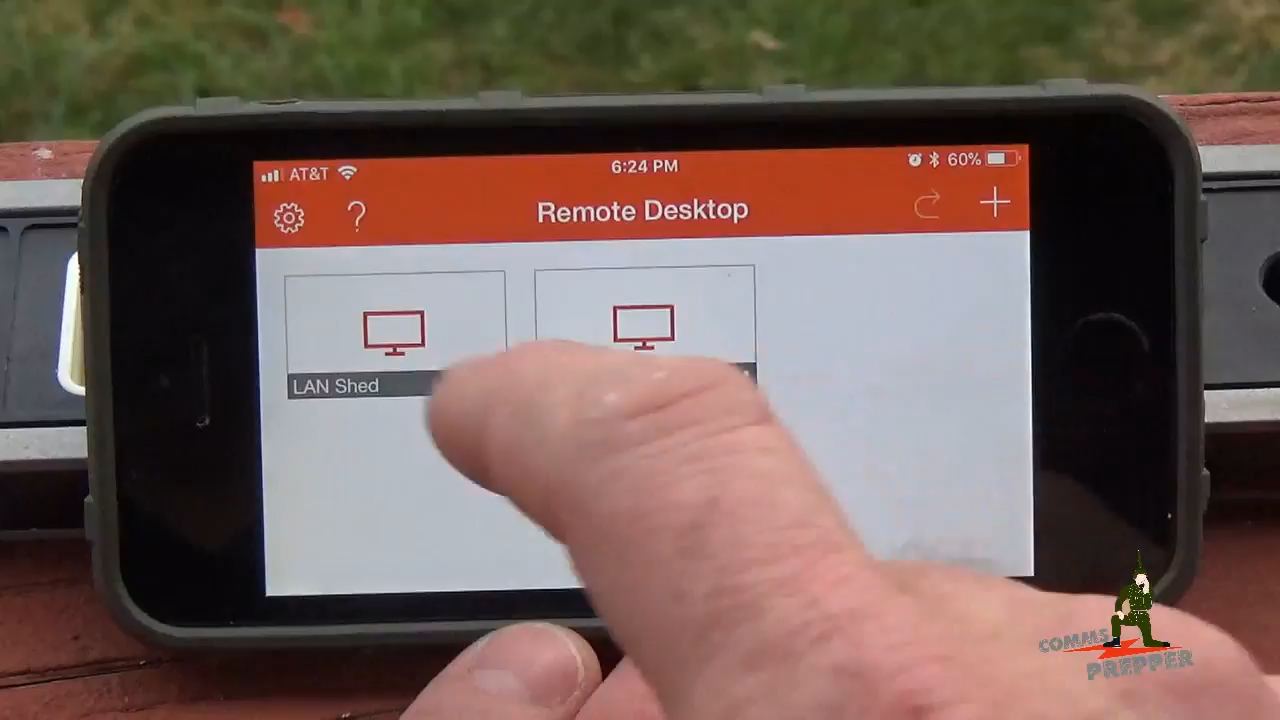 AT&T
6:24 PM
60%
?
Remote Desktop
LAN Shed
COMMS
PREPPER